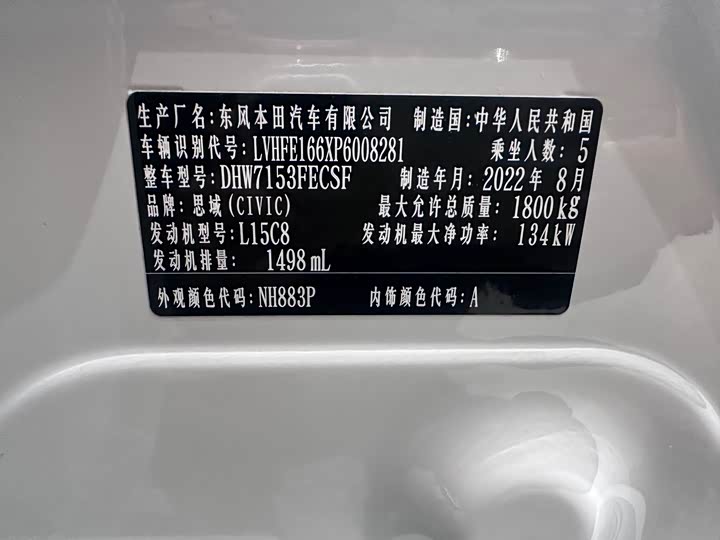 生产厂名:东风本田汽车有限公司 制造国:中华人民共和国
车辆识别代号:LVHFE166XP6008281 乘坐人数:5
整车型号:DHW7153FECSF 制造年月:2022年8月
品牌:思域(CIVIC) 最大允许总质量:1800kg
发动机型号:L15C8 发动机最大净功率:134kW
发动机排量:1498mL
外观颜色代码:NH883P 内饰颜色代码:A